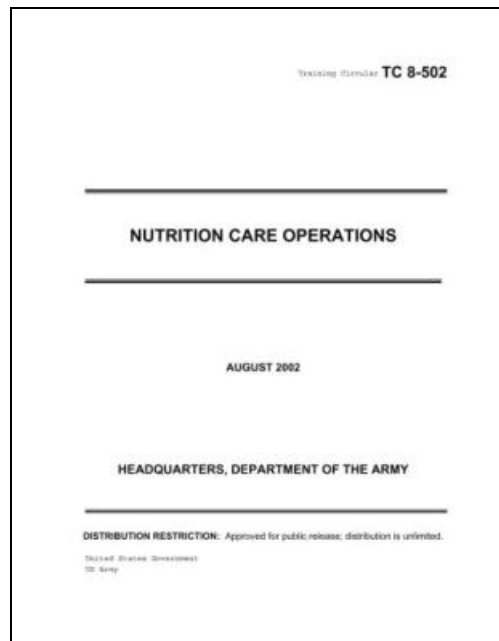 Training Circular TC 8-502
NUTRITION CARE OPERATIONS
AUGUST 2002
HEADQUARTERS, DEPARTMENT OF THE ARMY
DISTRIBUTION RESTRICTION: Approved for public release; distribution is unlimited.
United States Government
US Army